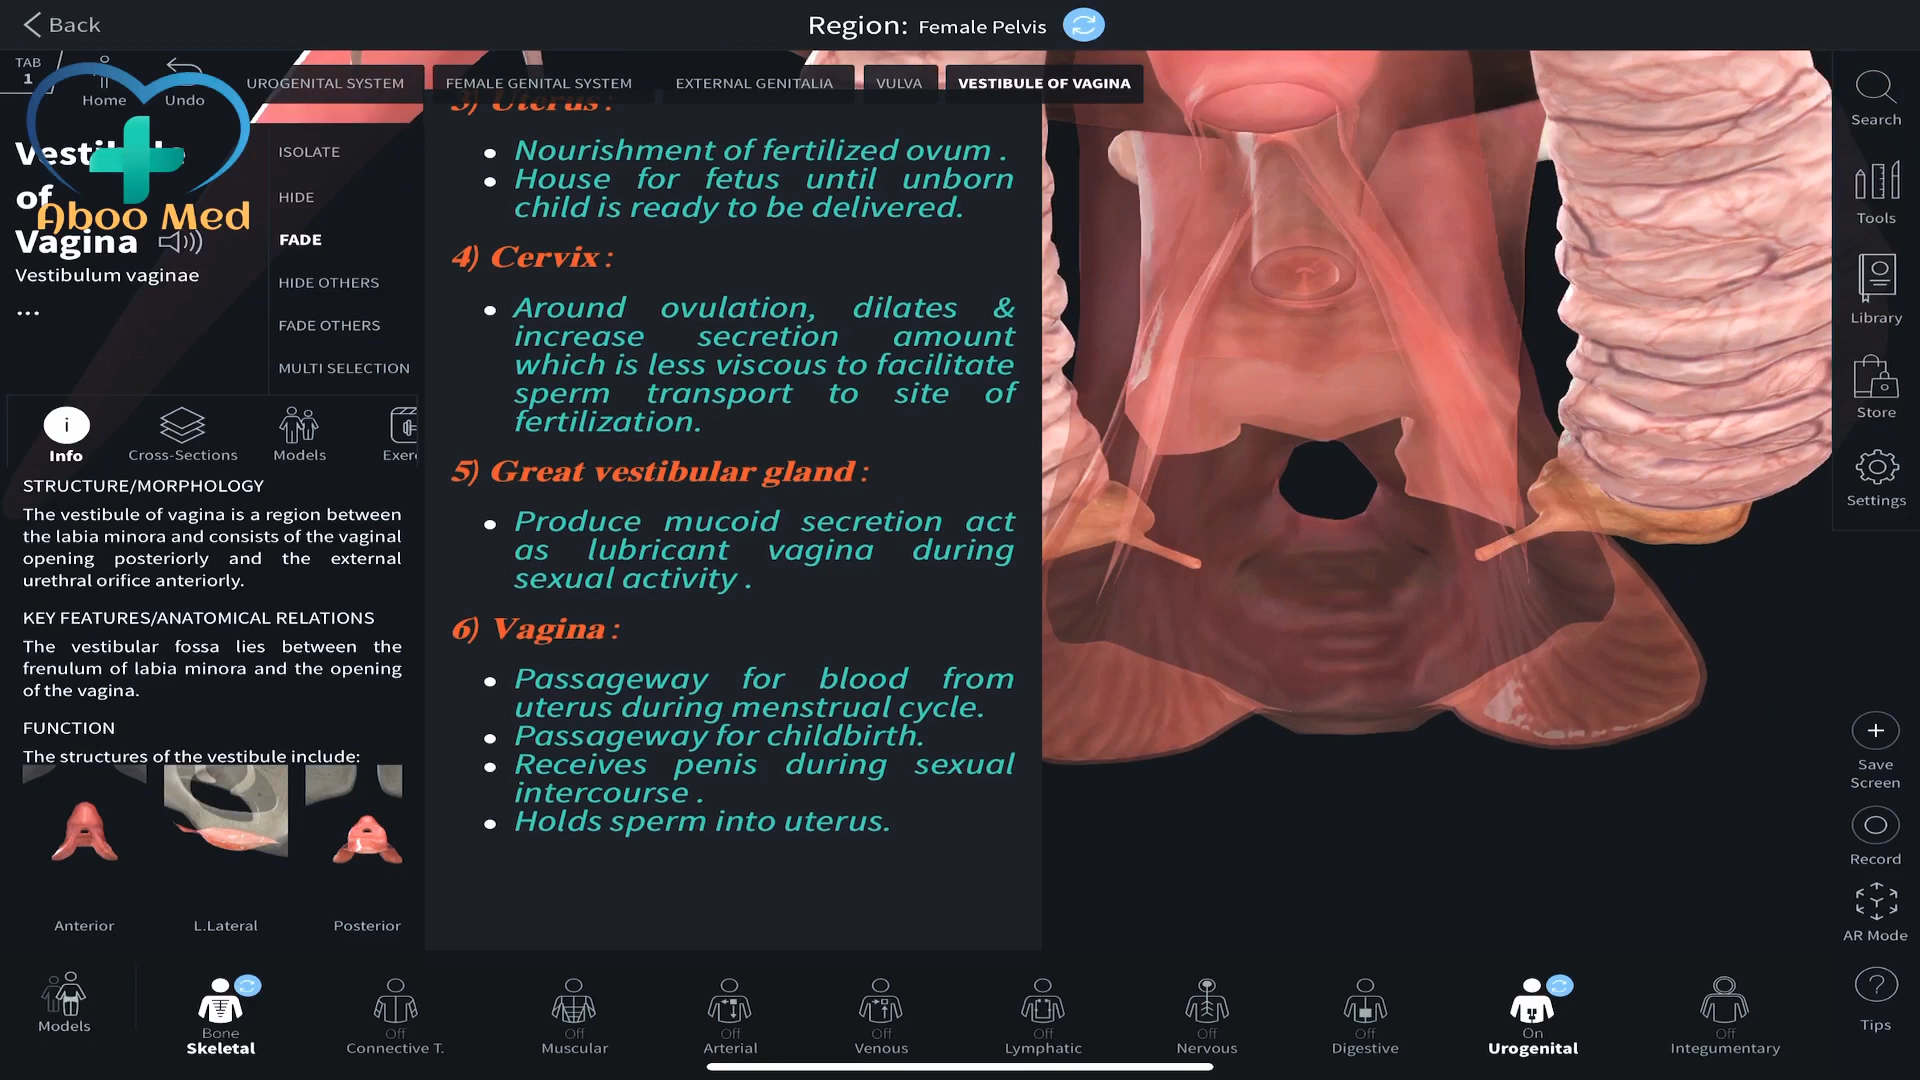 Back
Region: Female Pelvis
TAB
1
Home
Undo
UROGENITAL SYSTEM
FEMALE GENITAL SYSTEM
EXTERNAL GENITALIA
VULVA
VESTIBULE OF VAGINA
Aboo Med
of
Vagina
Vestibulum vaginae
...
ISOLATE
HIDE
FADE
HIDE OTHERS
FADE OTHERS
MULTI SELECTION
Info
Cross-Sections
Models
STRUCTURE/MORPHOLOGY
The vestibule of vagina is a region between
the labia minora and consists of the vaginal
opening posteriorly and the external
urethral orifice anteriorly.
KEY FEATURES/ANATOMICAL RELATIONS
The vestibular fossa lies between the
frenulum of labia minora and the opening
of the vagina.
FUNCTION
The structures of the vestibule include:
Anterior
L.Lateral
Posterior
3) Uterus :
• Nourishment of fertilized ovum .
• House for fetus until unborn
child is ready to be delivered.
4) Cervix :
• Around ovulation, dilates &
increase secretion amount
which is less viscous to facilitate
sperm transport to site of
fertilization.
5) Great vestibular gland :
• Produce mucoid secretion act
as lubricant vagina during
sexual activity .
6) Vagina :
• Passageway for blood from
uterus during menstrual cycle.
• Passageway for childbirth.
• Receives penis during sexual
intercourse .
• Holds sperm into uterus.
Search
Tools
Library
Store
Settings
Save
Screen
Record
AR Mode
Tips
Models
Bone
Skeletal
Off
Connective T.
Off
Muscular
Off
Arterial
Off
Venous
Off
Lymphatic
Off
Nervous
Off
Digestive
On
Urogenital
Off
Integumentary